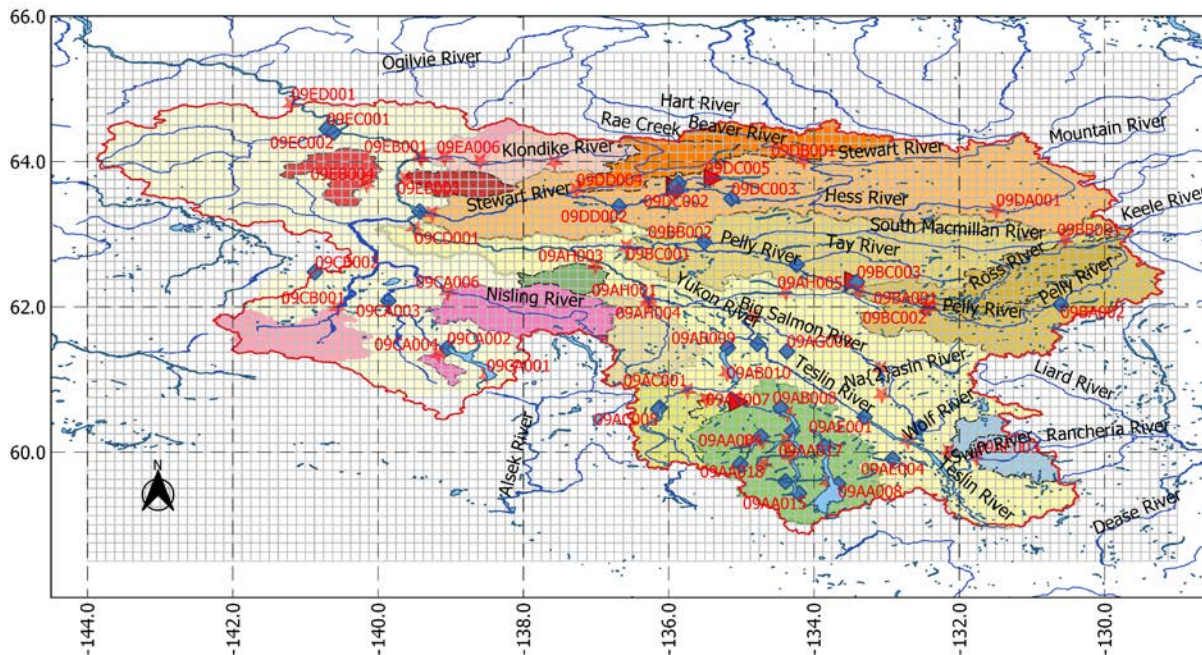 66.0
Ogilvie River
09ED001
Hart River
09EC001
Rae Creek
Beaver River
Mountain River
09EC002
09EB001
09EA006
Klondike River
09DB001
Stewart River
64.0
09EB004
09DD004
09DC005
09DC003
Stewart River
09DC002
Hess River
09DA001
09DD002
Keele River
09CD001
09BB002
South Macmillan River
09BB001
09AH003
09BC001
Pelly River
Tay River
09CA006
09BC003
Ross River
Pelly River
09CB001
Nisling River
09AH001
Yukon River
09AH005
09BA001
62.0
09CA003
09AH004
Big Salmon River
09BC002
Pelly River
09BA002
09CA004
09CA002
09AB009
09GA001
09AB010
Teslin River
Liard River
09AC001
09AB008
Wolf River
Alsek River
09AE001
Swift River
Rancheria River
60.0
09AA017
09AA018
09AE004
Teslin River
N
09AA008
09AA015
Dease River
-144.0
-142.0
-140.0
-138.0
-136.0
-134.0
-132.0
-130.0